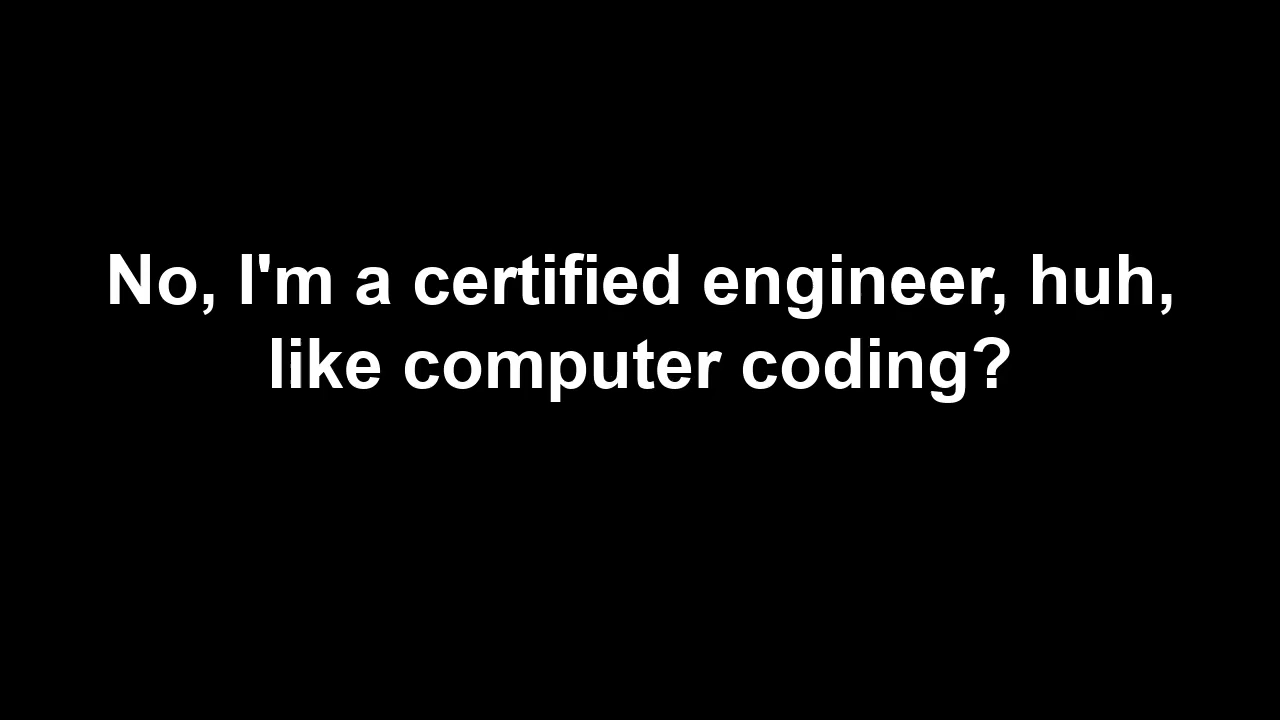 No, I'm a certified engineer, huh,
like computer coding?